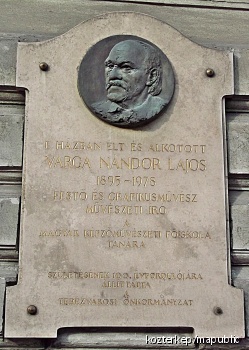 E HÁZBAN ÉLT ÉS ALKOTOTT
VARGA NÁNDOR LAJOS
1895-1978
FESTŐ ÉS GRAFIKUSMŰVÉSZ
MŰVÉSZETI ÍRÓ
MAGYAR KÉPZŐMŰVÉSZETI FŐISKOLA
TANÁRA
SZÜLETÉSÉNEK 100. ÉVFORDULÓJÁRA
ÁLLÍTTATTA
TERÉZVÁROSI ÖNKORMÁNYZAT
kozterkep/mapublic